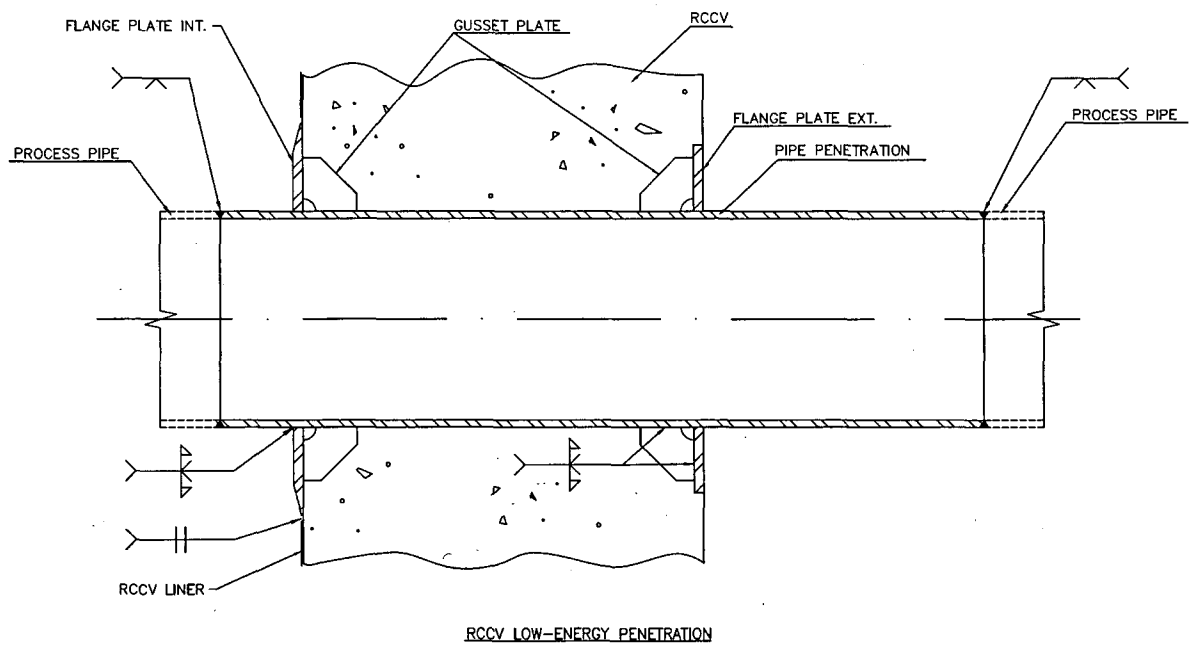 FLANGE PLATE INT.
GUSSET PLATE
RCCV
FLANGE PLATE EXT.
PROCESS PIPE
PROCESS PIPE
PIPE PENETRATION
RCCV LINER
RCCV LOW-ENERGY PENETRATION